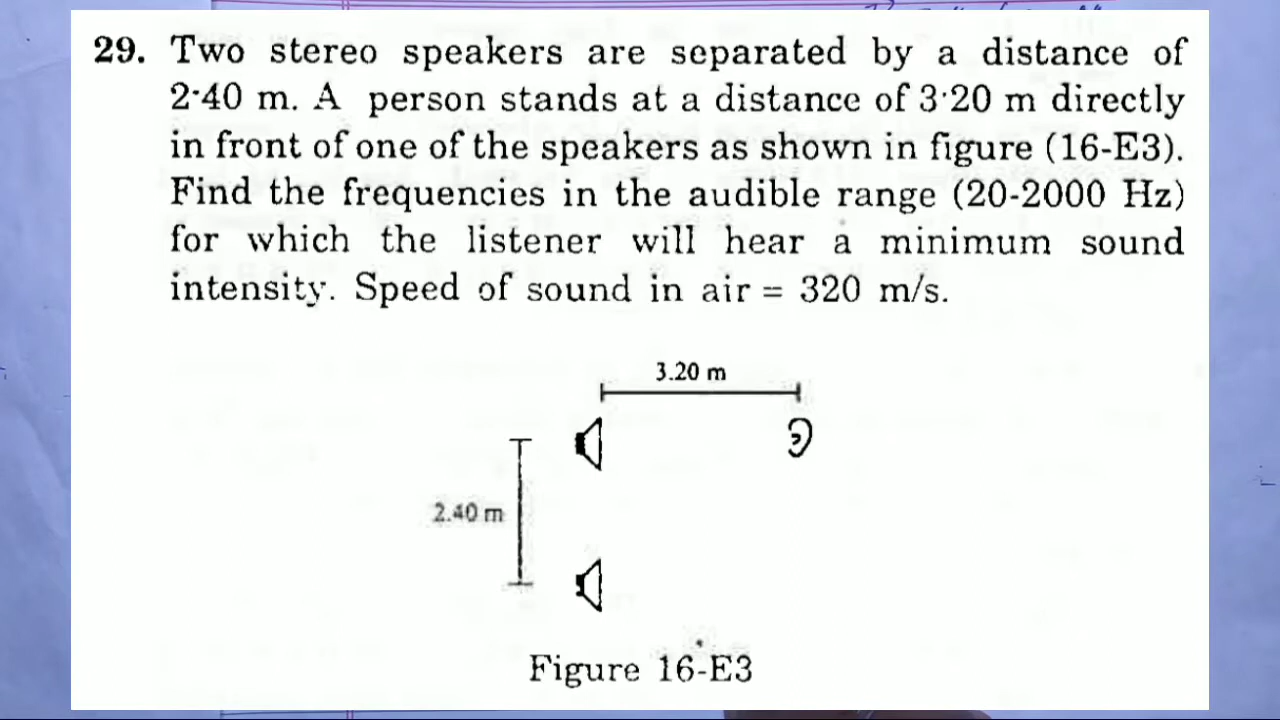 29. Two stereo speakers are separated by a distance of
2·40 m. A person stands at a distance of 3·20 m directly
in front of one of the speakers as shown in figure (16-E3).
Find the frequencies in the audible range (20-2000 Hz)
for which the listener will hear a minimum sound
intensity. Speed of sound in air = 320 m/s.
3.20 m
2.40 m
Figure 16-E3